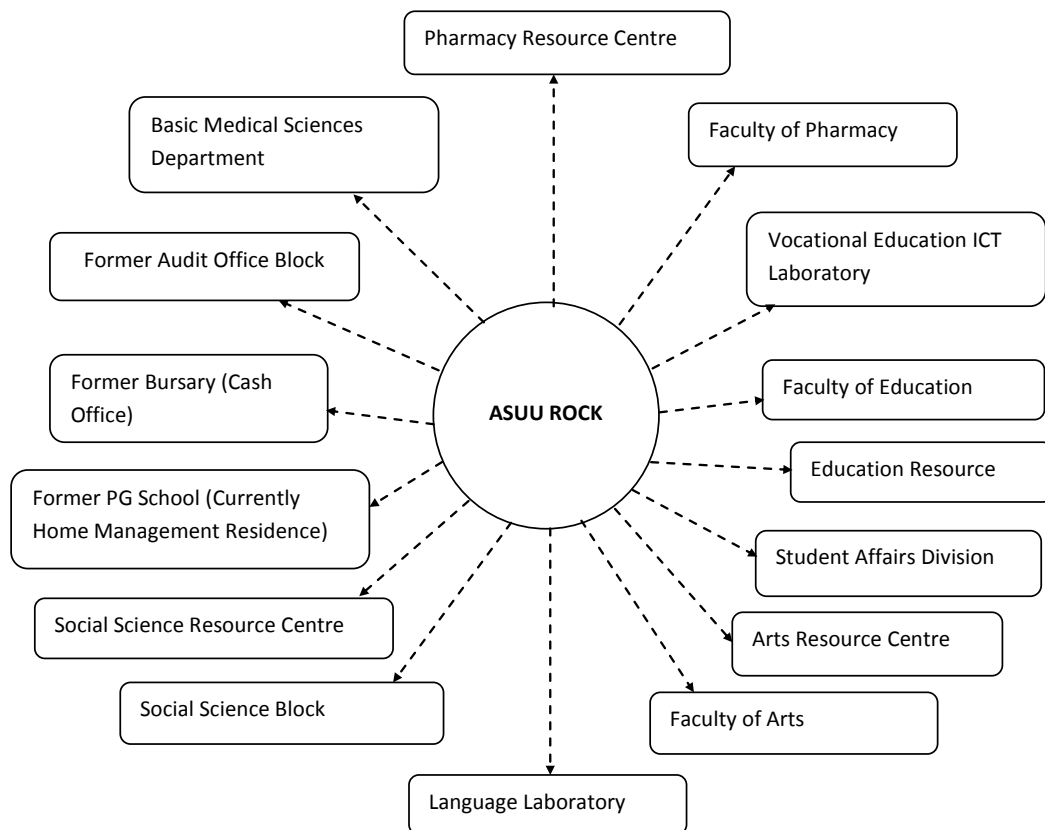 Pharmacy Resource Centre
Basic Medical Sciences
Department
Faculty of Pharmacy
Former Audit Office Block
Vocational Education ICT
Laboratory
Former Bursary (Cash
Office)
ASUU ROCK
Faculty of Education
Education Resource
Former PG School (Currently
Home Management Residence)
Student Affairs Division
Social Science Resource Centre
Arts Resource Centre
Social Science Block
Faculty of Arts
Language Laboratory